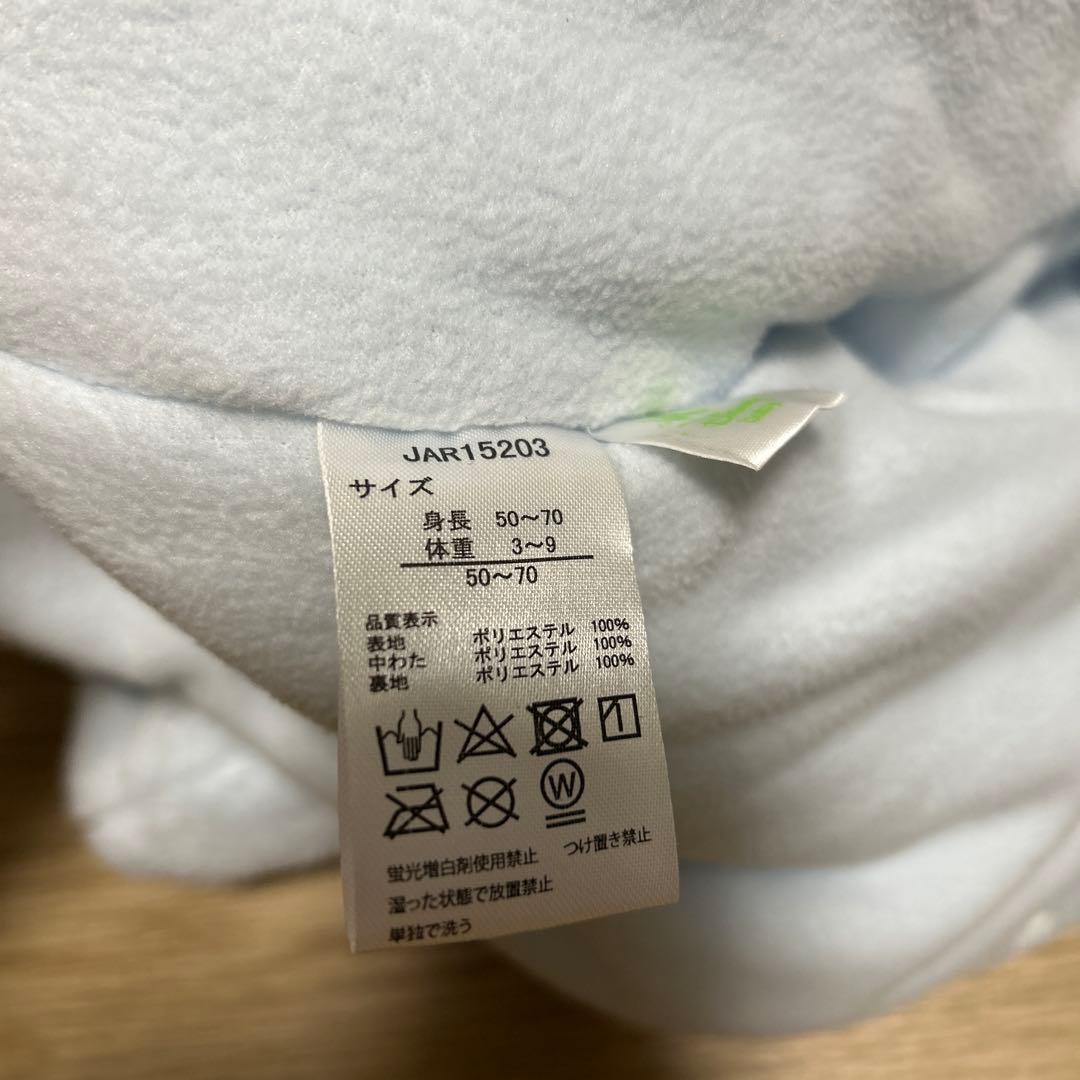 JAR15203
サイズ
身長 50～70
体重 3～9
50～70
品質表示
表地 ポリエステル 100%
中わた ポリエステル 100%
裏地 ポリエステル 100%
W
蛍光増白剤使用禁止 つけ置き禁止
湿った状態で放置禁止
単独で洗う